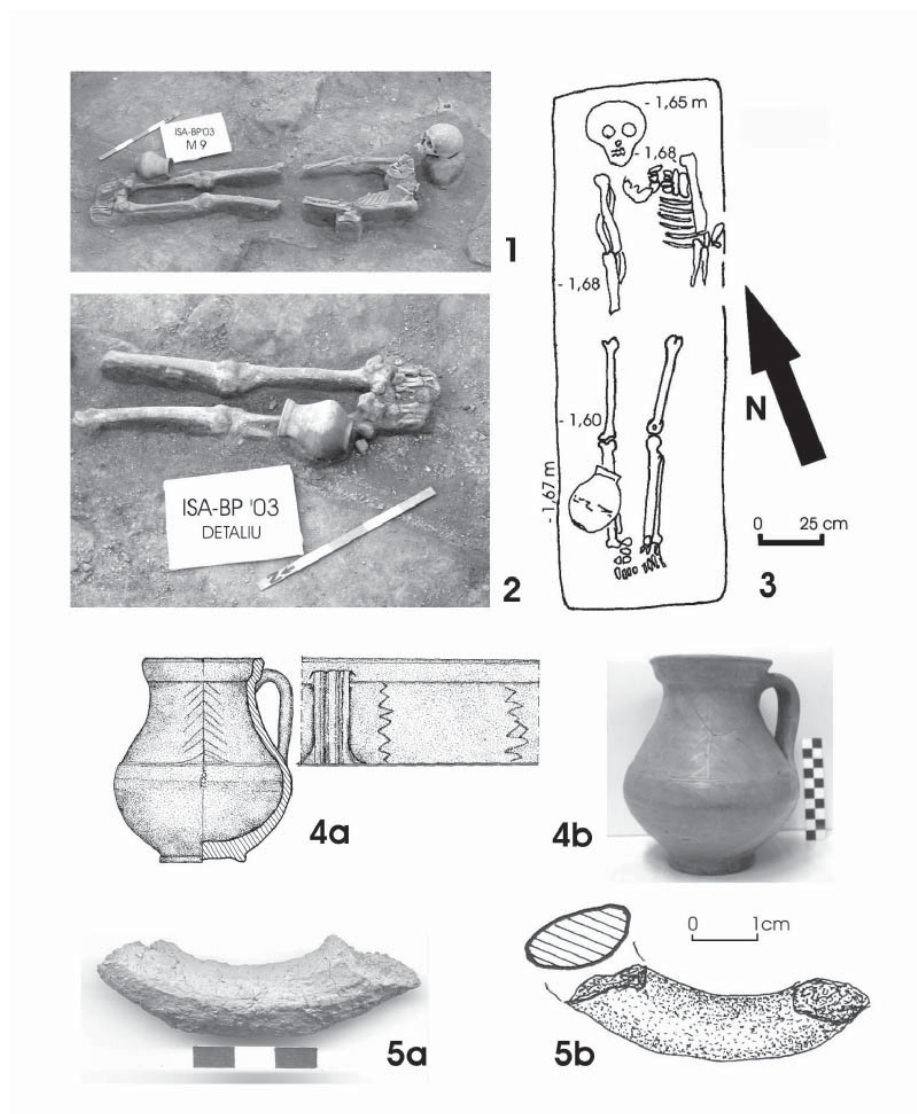 ISA-BP'03
M 9
1
ISA-BP '03
DETALIU
2
- 1,65 m
- 1,68
- 1,68
- 1,60
- 1,67 m
N
0 25 cm
3
4a
4b
5a
0 1cm
5b